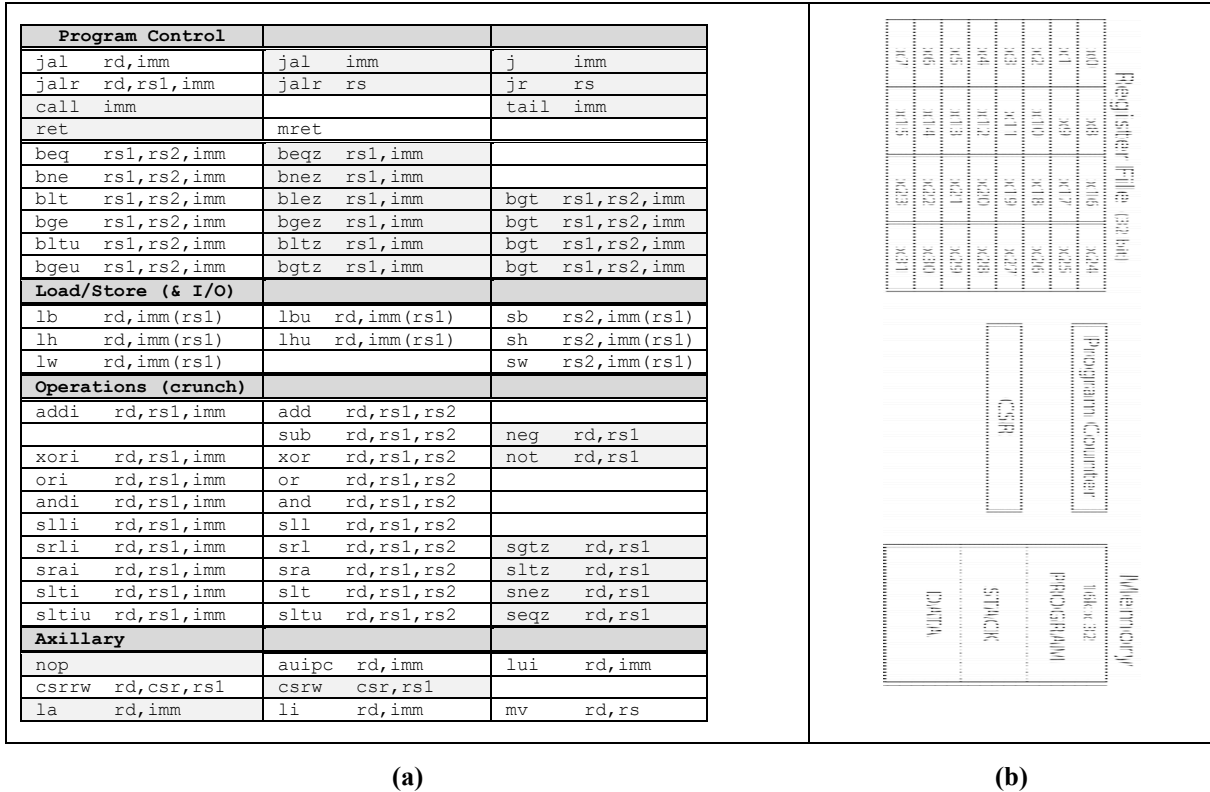 Program Control
jal rd,imm jal imm j imm
jalr rd,rs1,imm jalr rs jr rs
call imm tail imm
ret mret
beq rs1,rs2,imm beqz rs1,imm
bne rs1,rs2,imm bnez rs1,imm
blt rs1,rs2,imm blez rs1,imm bgt rs1,rs2,imm
bge rs1,rs2,imm bgez rs1,imm bgt rs1,rs2,imm
bltu rs1,rs2,imm bltz rs1,imm bgt rs1,rs2,imm
bgeu rs1,rs2,imm bgtz rs1,imm bgt rs1,rs2,imm
Load/Store (& I/O)
lb rd,imm(rs1) lbu rd,imm(rs1) sb rs2,imm(rs1)
lh rd,imm(rs1) lhu rd,imm(rs1) sh rs2,imm(rs1)
lw rd,imm(rs1) sw rs2,imm(rs1)
Operations (crunch)
addi rd,rs1,imm add rd,rs1,rs2
sub rd,rs1,rs2 neg rd,rs1
xori rd,rs1,imm xor rd,rs1,rs2 not rd,rs1
ori rd,rs1,imm or rd,rs1,rs2
andi rd,rs1,imm and rd,rs1,rs2
slli rd,rs1,imm sll rd,rs1,rs2
srli rd,rs1,imm srl rd,rs1,rs2 sgtz rd,rs1
srai rd,rs1,imm sra rd,rs1,rs2 sltz rd,rs1
slti rd,rs1,imm slt rd,rs1,rs2 snez rd,rs1
sltiu rd,rs1,imm sltu rd,rs1,rs2 seqz rd,rs1
Axillary
nop auipc rd,imm lui rd,imm
csrrw rd,csr,rs1 csrw csr,rs1
la rd,imm li rd,imm mv rd,rs
(a)
Register File (32 bit)
x0 x8 x16 x24
x1 x9 x17 x25
x2 x10 x18 x26
x3 x11 x19 x27
x4 x12 x20 x28
x5 x13 x21 x29
x6 x14 x22 x30
x7 x15 x23 x31
Program Counter
CSR
Memory
16k x 32
PROGRAM
STACK
DATA
(b)